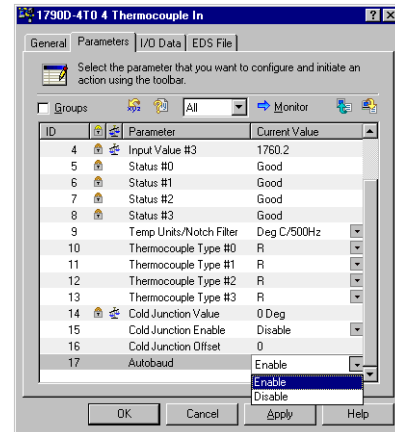 1790D-4T0 4 Thermocouple In
General Parameters I/O Data EDS File
Select the parameter that you want to configure and initiate an
action using the toolbar.
Groups All Monitor
ID Parameter Current Value
4 Input Value #3 1760.2
5 Status #0 Good
6 Status #1 Good
7 Status #2 Good
8 Status #3 Good
9 Temp Units/Notch Filter Deg C/500Hz
10 Thermocouple Type #0 R
11 Thermocouple Type #1 R
12 Thermocouple Type #2 R
13 Thermocouple Type #3 R
14 Cold Junction Value 0 Deg
15 Cold Junction Enable Disable
16 Cold Junction Offset 0
17 Autobaud Enable
Enable
Disable
OK Cancel Apply Help